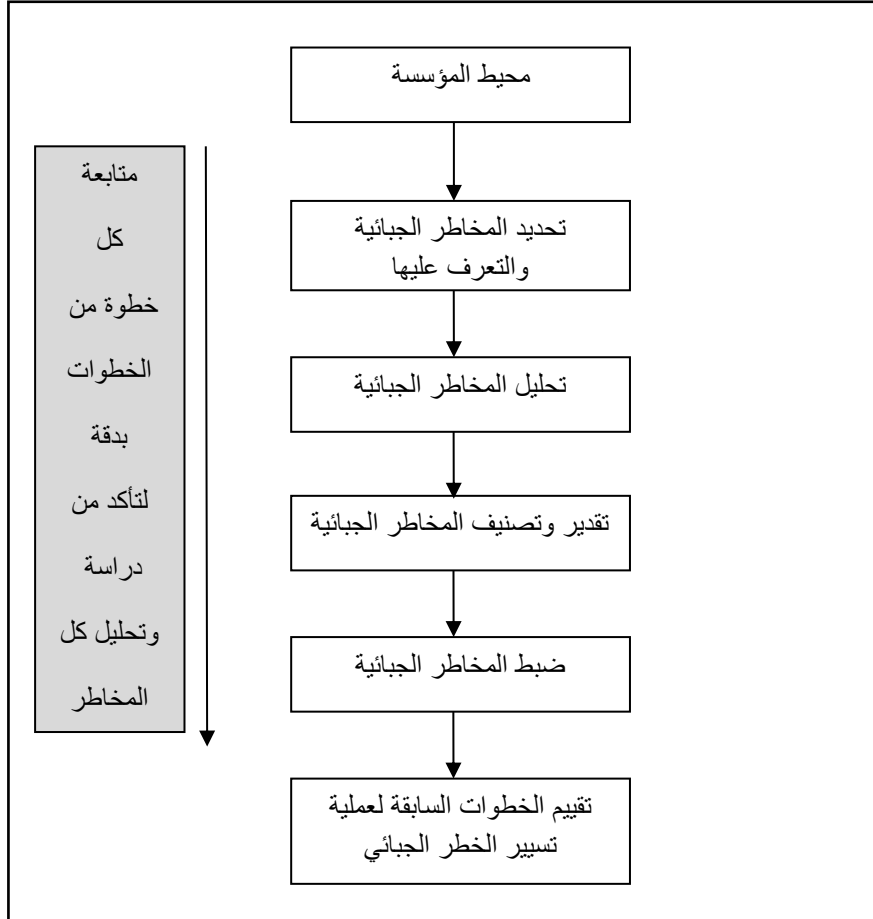 محيط المؤسسة
تحديد المخاطر الجبائية
والتعرف عليها
تحليل المخاطر الجبائية
تقدير وتصنيف المخاطر الجبائية
ضبط المخاطر الجبائية
تقييم الخطوات السابقة لعملية
تسيير الخطر الجبائي
متابعة
كل
خطوة من
الخطوات
بدقة
لتأكد من
دراسة
وتحليل كل
المخاطر